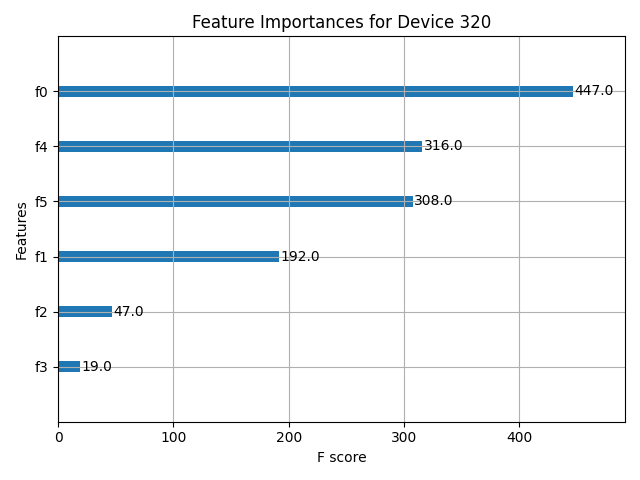 Feature Importances for Device 320
Features
f0
447.0
f4
316.0
f5
308.0
f1
192.0
f2
47.0
f3
19.0
0 100 200 300 400
F score